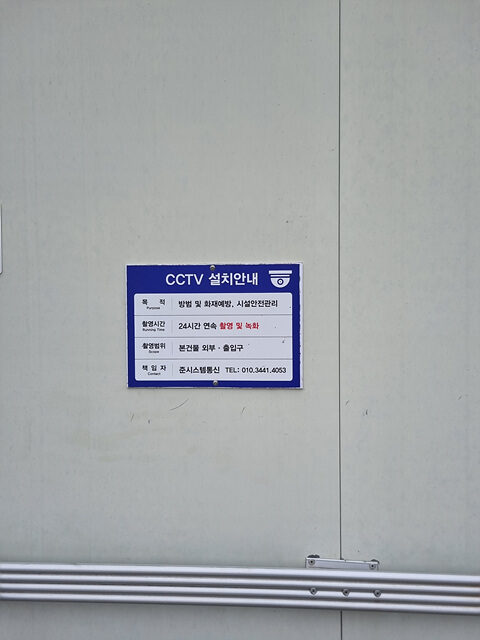 CCTV 설치안내
목 적 방범 및 화재예방, 시설안전관리
Purpose
촬영시간 24시간 연속 촬영 및 녹화
Running Time
촬영범위 본건물 외부 · 출입구
Scope
책 임 자 준시스템통신 TEL: 010.3441.4053
Contact